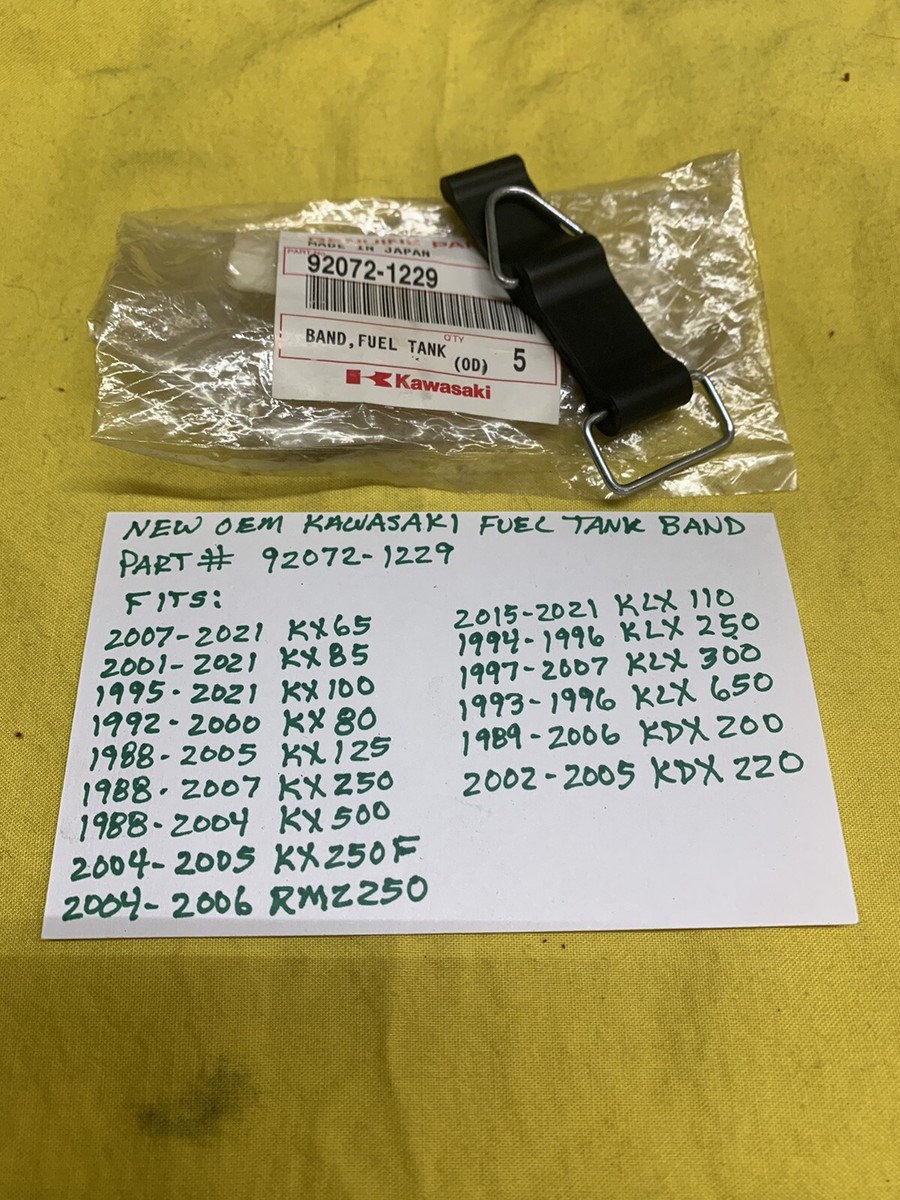 GENUINE PA
MADE IN JAPAN
92072-1229
QTY
BAND, FUEL TANK (OD) 5
Kawasaki
NEW OEM KAWASAKI FUEL TANK BAND
PART # 92072-1229
FITS:
2007-2021 KX65
2001-2021 KX85
1995-2021 KX100
1992-2000 KX80
1988-2005 KX125
1988-2007 KX250
1988-2004 KX500
2004-2005 KX250F
2004-2006 RMZ250
2015-2021 KLX 110
1994-1996 KLX 250
1997-2007 KLX 300
1993-1996 KLX 650
1989-2006 KDX 200
2002-2005 KDX 220